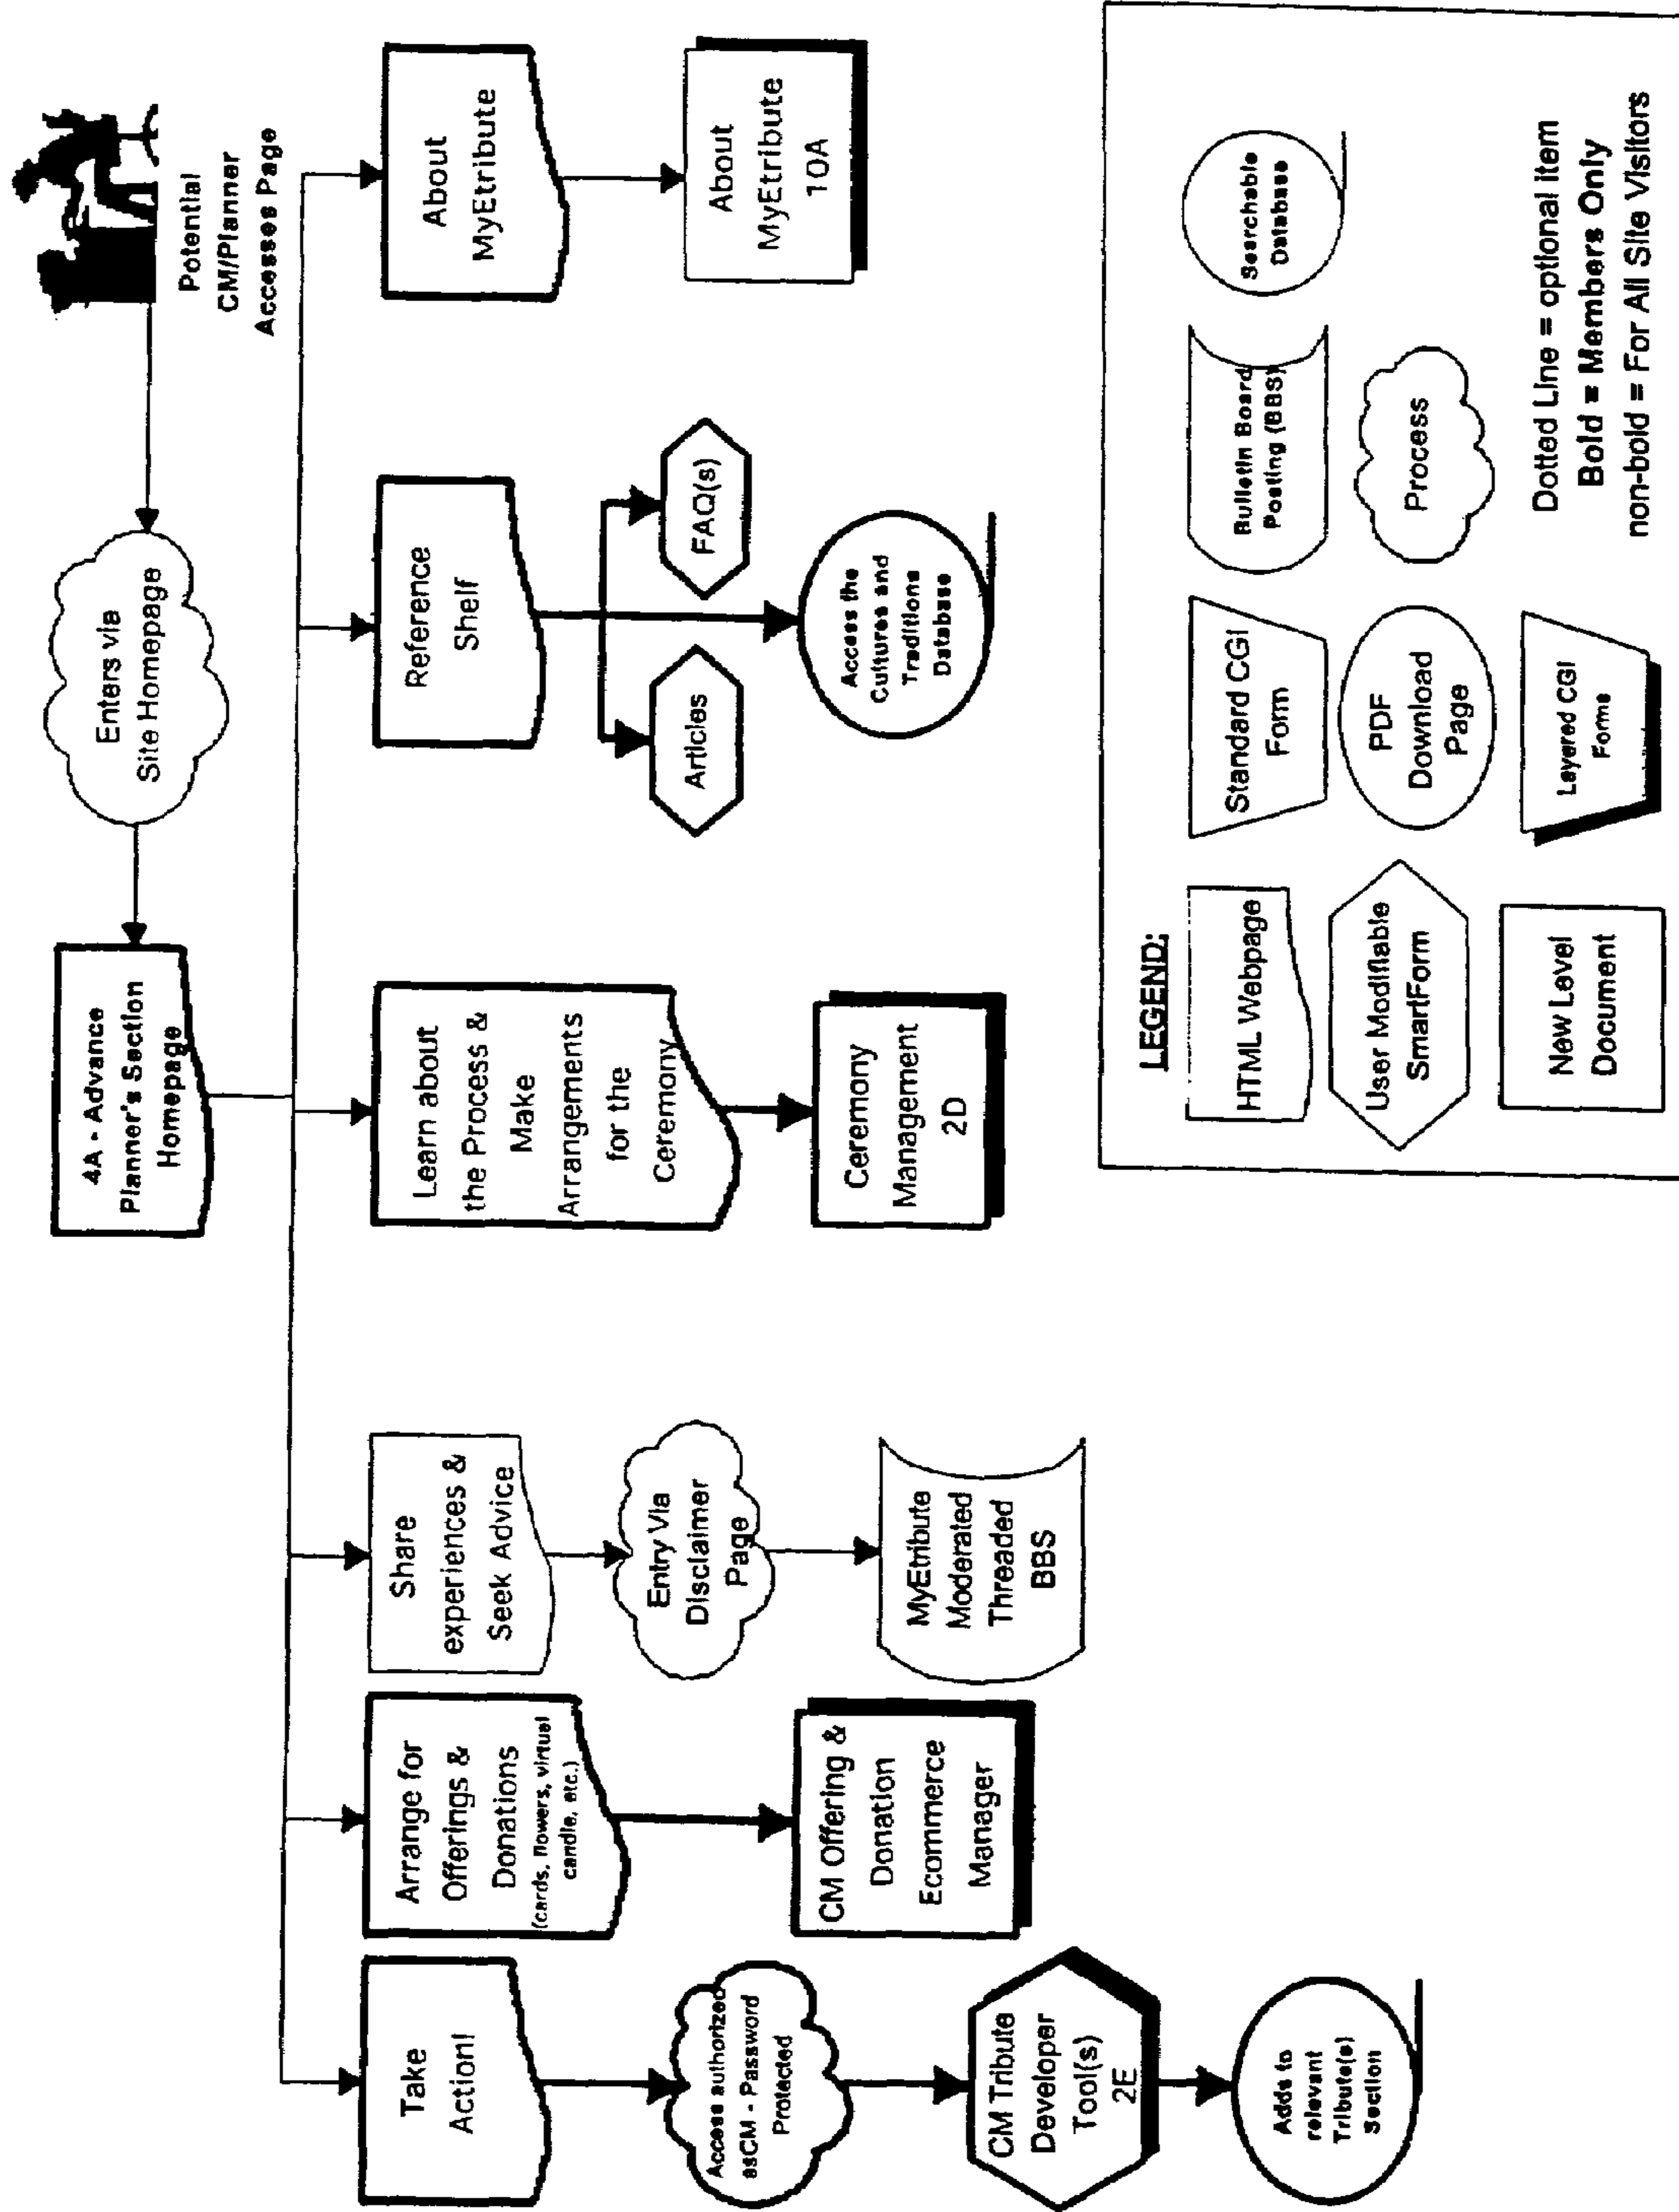 Potential
CM/Planner
Accesses Page
Enters via
Site Homepage
4A - Advance
Planner's Section
Homepage
Take
Action!
Access authorized
asCM - Password
Protected
CM Tribute
Developer
Tool(s)
2E
Adds to
relevant
Tribute(s)
Section
Arrange for
Offerings &
Donations
(cards, flowers, virtual
candle, etc.)
CM Offering &
Donation
Ecommerce
Manager
Share
experiences &
Seek Advice
Entry Via
Disclaimer
Page
MyEtribute
Moderated
Threaded
BBS
Learn about
the Process &
Make
Arrangements
for the
Ceremony
Ceremony
Management
2D
Reference
Shelf
Articles
FAQ(s)
Access the
Cultures and
Traditions
Database
About
MyEtribute
About
MyEtribute
10A
LEGEND:
HTML Webpage
Standard CGI
Form
Bulletin Board
Posting (BBS)
Searchable
Database
User Modifiable
SmartForm
PDF
Download
Page
Process
New Level
Document
Layered CGI
Forms
Dotted Line = optional item
Bold = Members Only
non-bold = For All Site Visitors